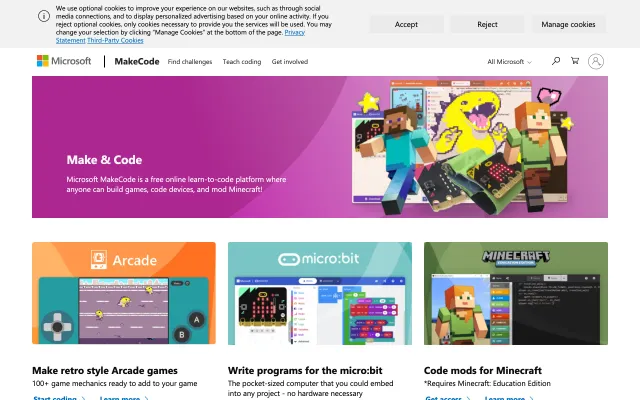 We use optional cookies to improve your experience on our websites, such as through social
media connections, and to display personalized advertising based on your online activity. If you
reject optional cookies, only cookies necessary to provide you the services will be used. You may
change your selection by clicking "Manage Cookies" at the bottom of the page. Privacy
Statement Third-Party Cookies
Accept
Reject
Manage cookies
Microsoft
MakeCode
Find challenges
Teach coding
Get involved
All Microsoft
Make & Code
Microsoft MakeCode is a free online learn-to-code platform where
anyone can build games, code devices, and mod Minecraft!
Arcade
A
B
micro:bit
MINECRAFT
Make retro style Arcade games
100+ game mechanics ready to add to your game
Start coding
Learn more
Write programs for the micro:bit
The pocket-sized computer that you could embed
into any project - no hardware necessary
Code mods for Minecraft
*Requires Minecraft: Education Edition
Get access
Learn more